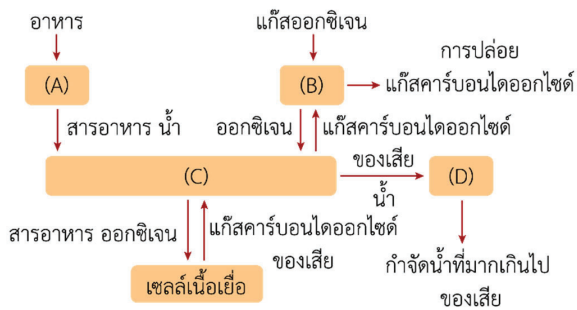 อาหาร
แก๊สออกซิเจน
การปล่อย
แก๊สคาร์บอนไดออกไซด์
(A)
(B)
สารอาหาร น้ำ
ออกซิเจน
แก๊สคาร์บอนไดออกไซด์
ของเสีย
น้ำ
(C)
(D)
สารอาหาร ออกซิเจน
แก๊สคาร์บอนไดออกไซด์
ของเสีย
เซลล์เนื้อเยื่อ
กำจัดน้ำที่มากเกินไป
ของเสีย